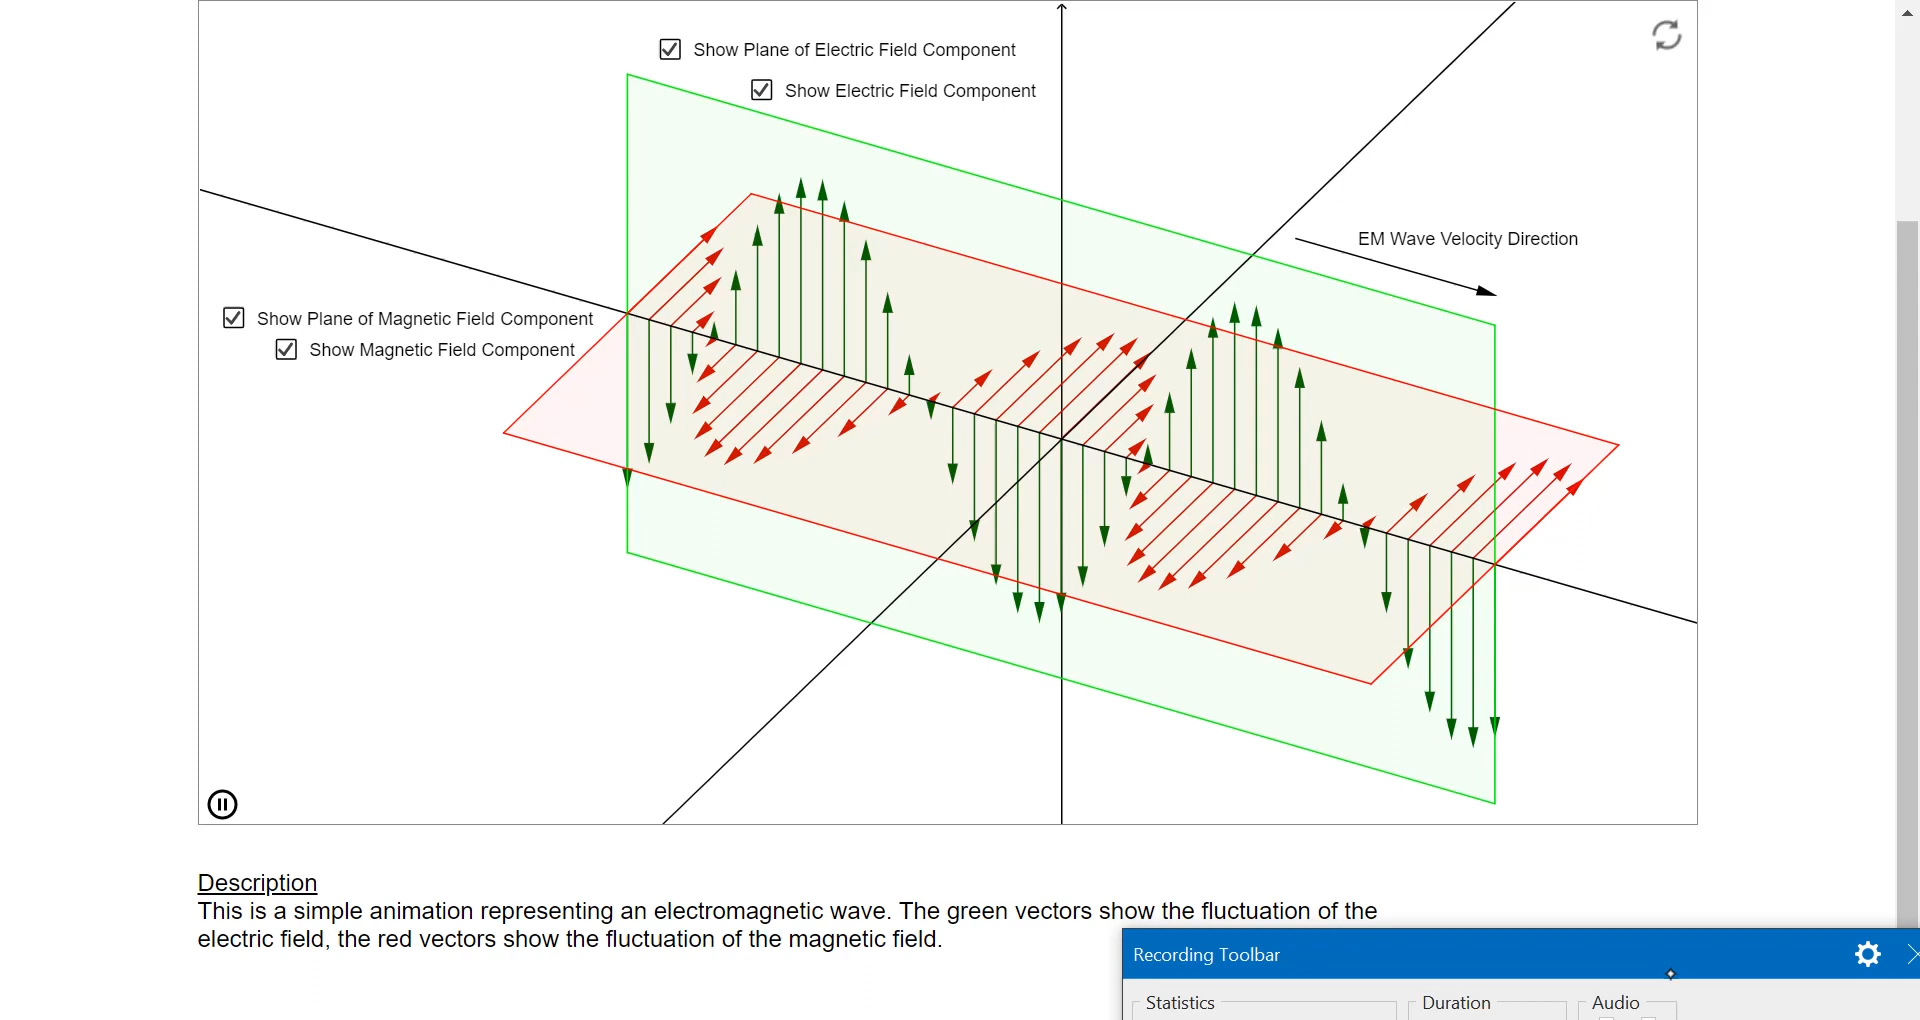 Show Plane of Electric Field Component
Show Electric Field Component
EM Wave Velocity Direction
Show Plane of Magnetic Field Component
Show Magnetic Field Component
Description
This is a simple animation representing an electromagnetic wave. The green vectors show the fluctuation of the
electric field, the red vectors show the fluctuation of the magnetic field.
Recording Toolbar
Statistics
Duration
Audio